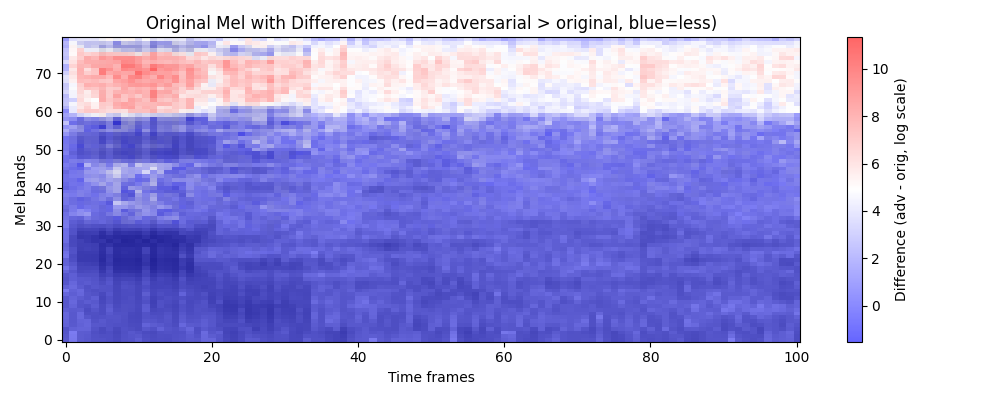 Original Mel with Differences (red=adversarial > original, blue=less)
Mel bands
70
60
50
40
30
20
10
0
0 20 40 60 80 100
Time frames
10
8
6
4
2
0
Difference (adv - orig, log scale)